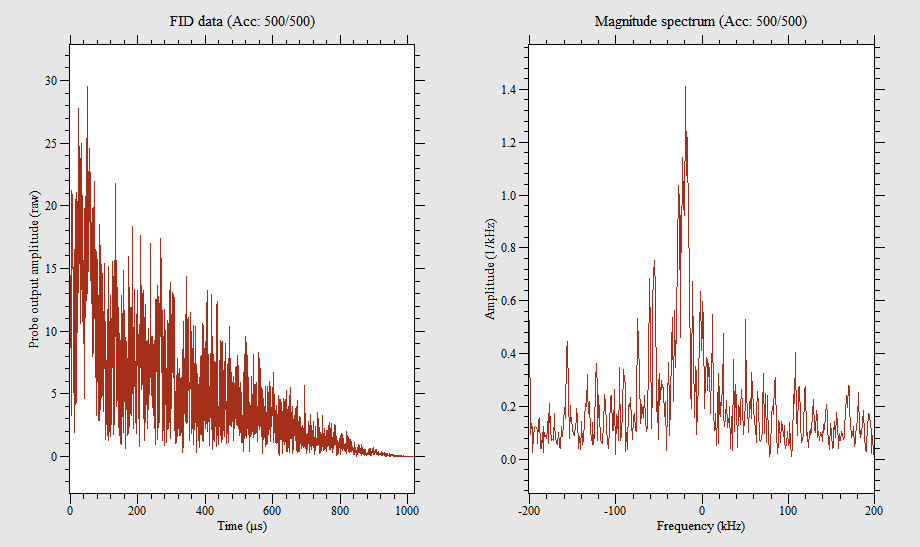 FID data (Acc: 500/500)
Magnitude spectrum (Acc: 500/500)
Probe output amplitude (raw)
30
25
20
15
10
5
0
0 200 400 600 800 1000
Time (µs)
Amplitude (1/kHz)
1.4
1.2
1.0
0.8
0.6
0.4
0.2
0.0
-200 -100 0 100 200
Frequency (kHz)